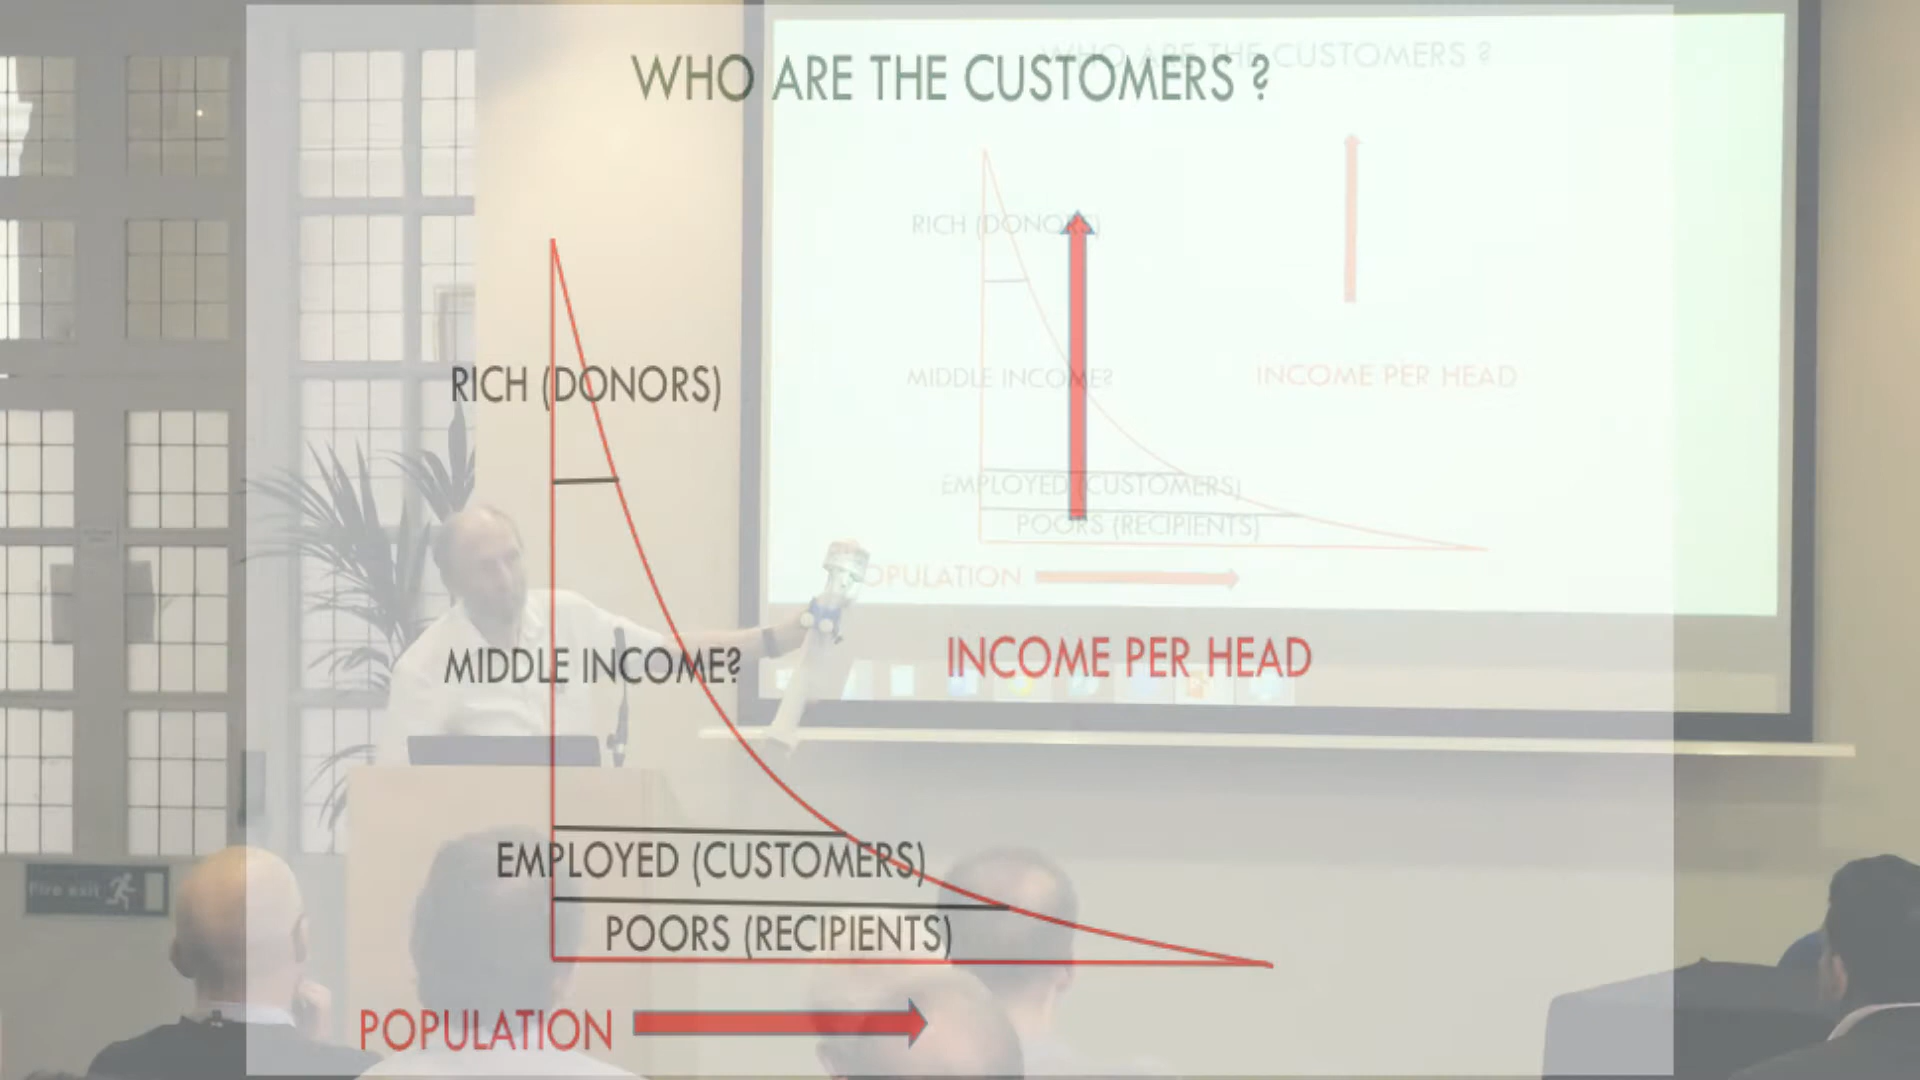 WHO ARE THE CUSTOMERS ?
RICH (DONORS)
MIDDLE INCOME?
INCOME PER HEAD
EMPLOYED (CUSTOMERS)
POORS (RECIPIENTS)
POPULATION
WHO ARE THE CUSTOMERS ?
RICH (DONORS)
MIDDLE INCOME?
INCOME PER HEAD
EMPLOYED (CUSTOMERS)
POORS (RECIPIENTS)
OPULATION
Fire exit